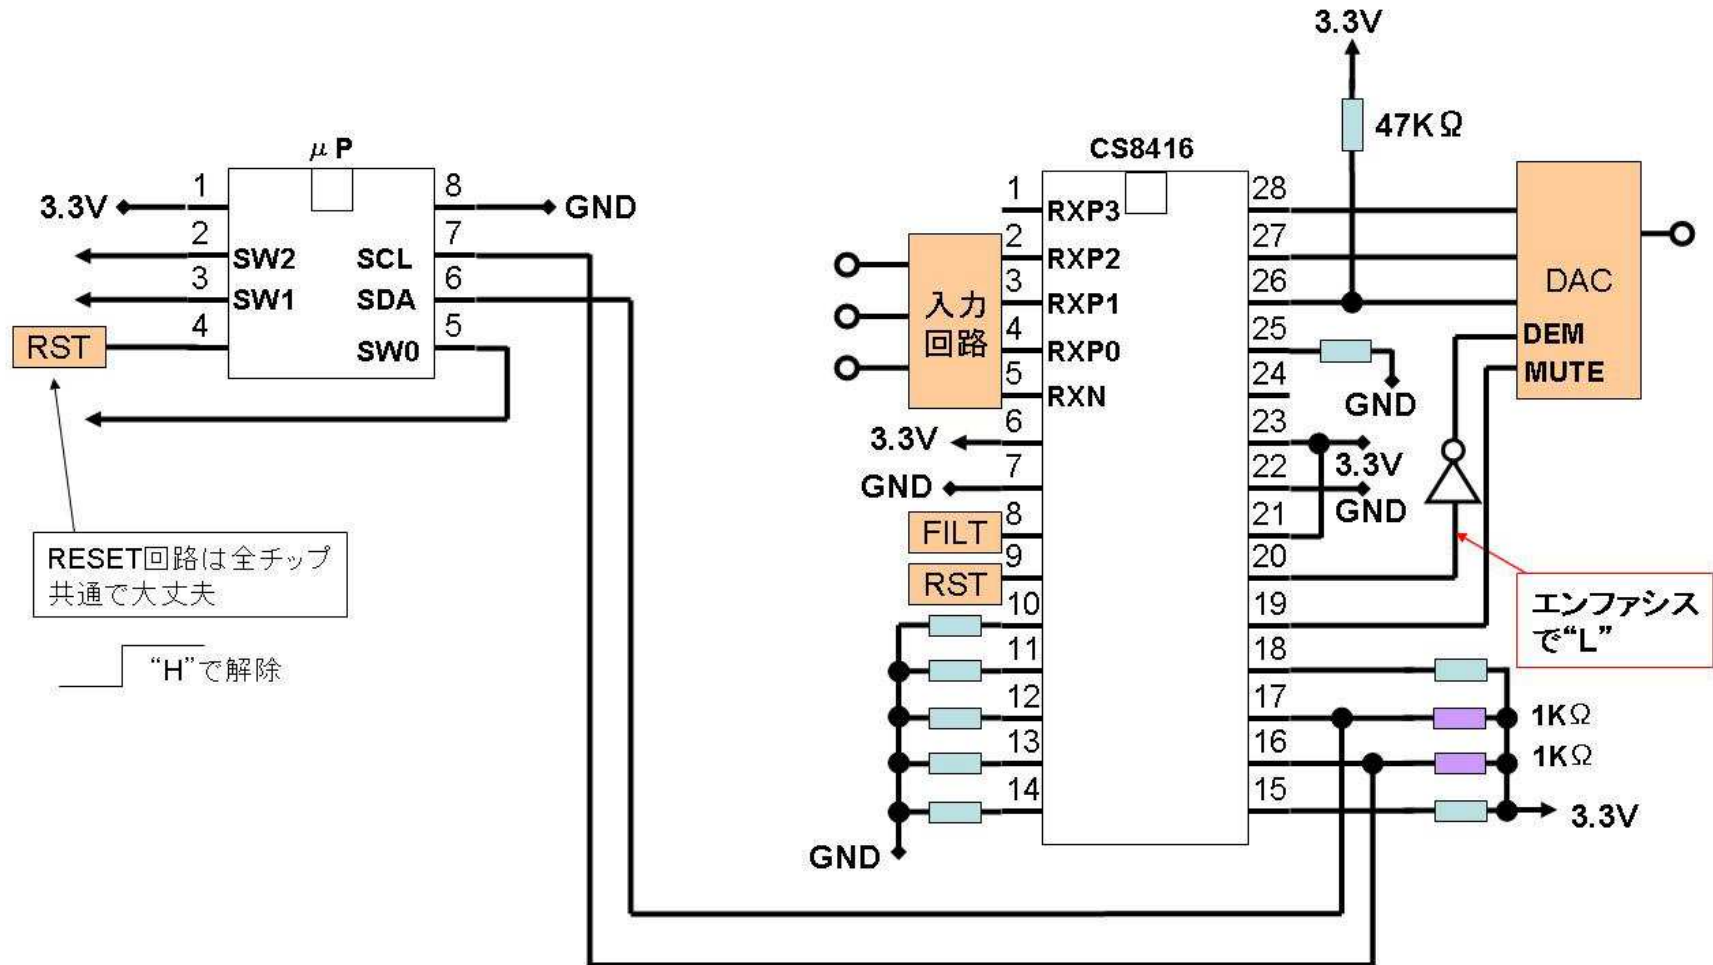 3.3V
47KΩ
μP
CS8416
1
8
3.3V
GND
2
7
SW2
SCL
3
6
SW1
SDA
4
5
RST
SW0
RESET回路は全チップ
共通で大丈夫
“H”で解除
入力
回路
1
RXP3
2
RXP2
3
RXP1
4
RXP0
5
RXN
6
3.3V
7
GND
8
FILT
9
RST
10
11
12
13
14
GND
28
27
26
25
GND
24
23
3.3V
22
GND
21
20
19
18
17
1KΩ
16
1KΩ
15
3.3V
DAC
DEM
MUTE
エンファシス
で“L”